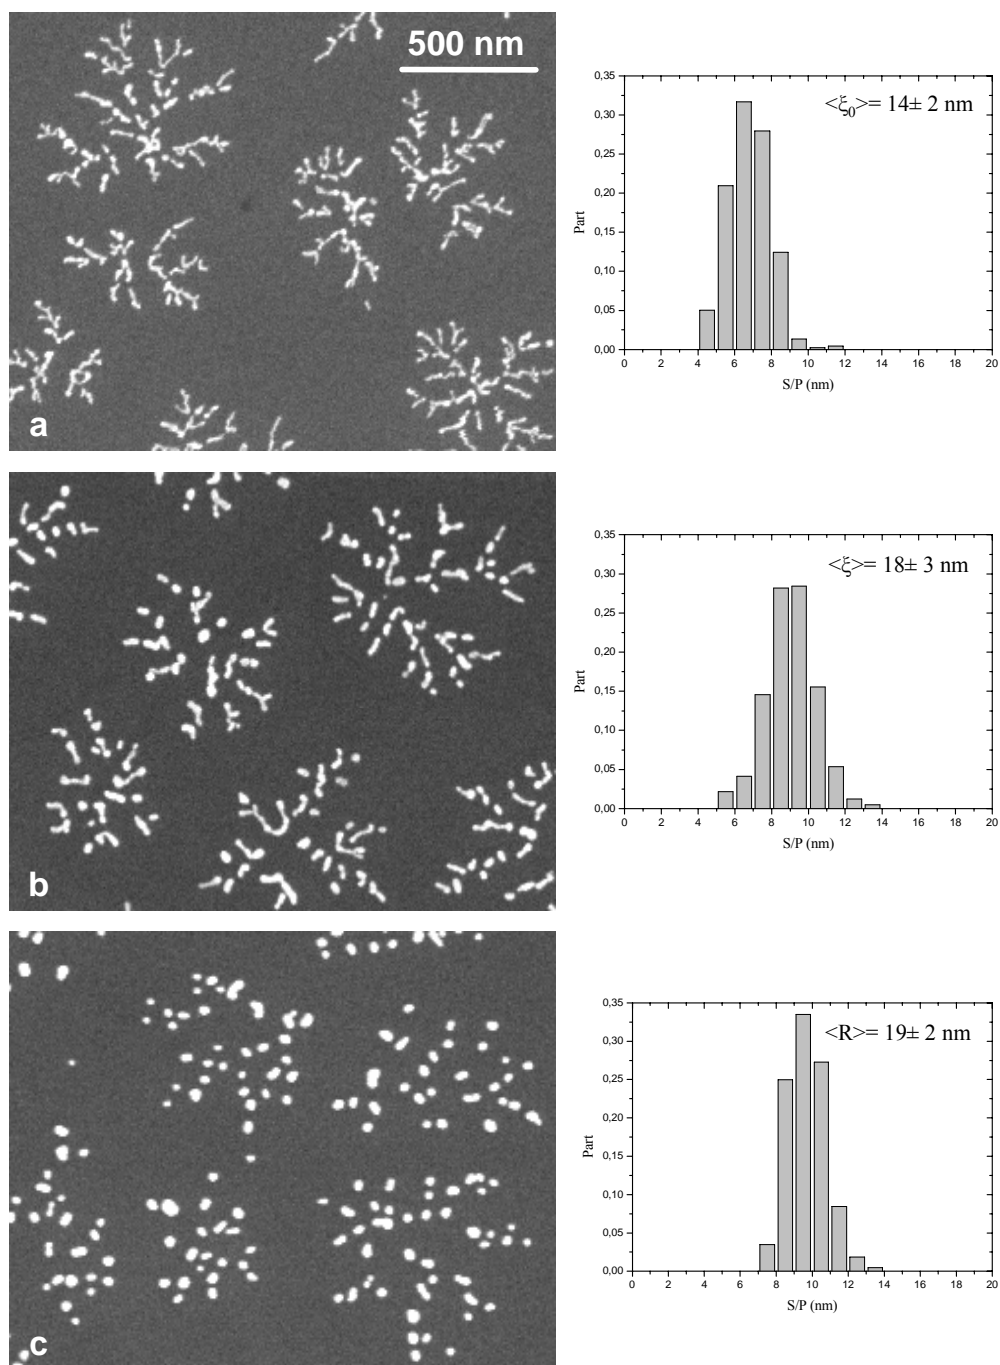 500 nm
a
<ξ₀>= 14± 2 nm
0,35
0,30
0,25
0,20
0,15
0,10
0,05
0,00
Part
0 2 4 6 8 10 12 14 16 18 20
S/P (nm)
b
<ξ>= 18± 3 nm
0,35
0,30
0,25
0,20
0,15
0,10
0,05
0,00
Part
0 2 4 6 8 10 12 14 16 18 20
S/P (nm)
c
<R>= 19± 2 nm
0,35
0,30
0,25
0,20
0,15
0,10
0,05
0,00
Part
0 2 4 6 8 10 12 14 16 18 20
S/P (nm)